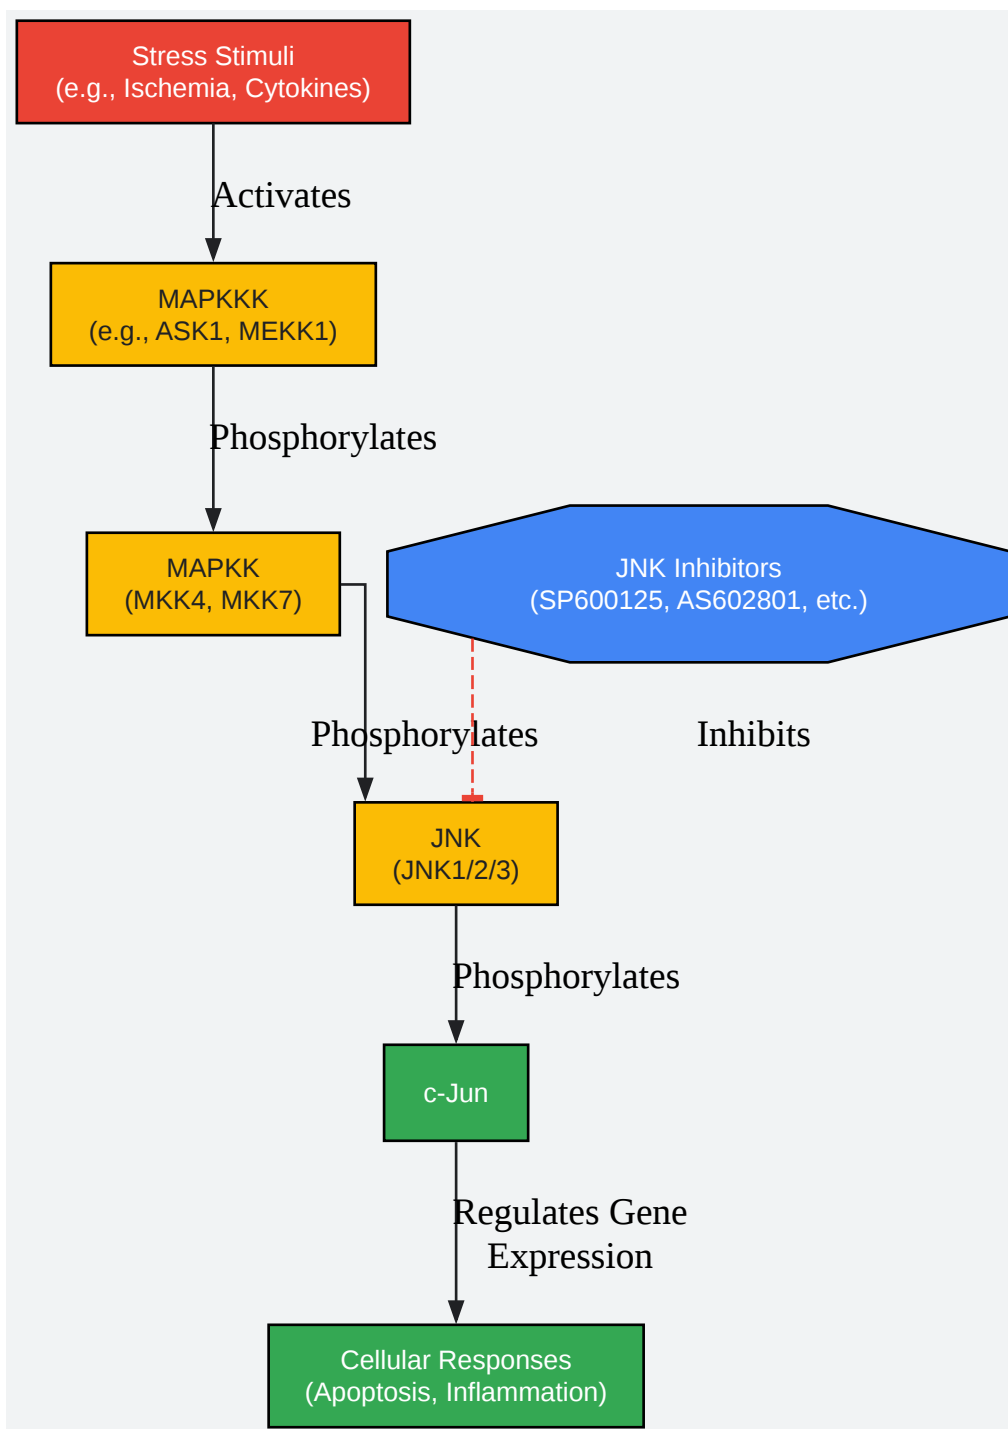 Stress Stimuli
(e.g., Ischemia, Cytokines)
Activates
MAPKKK
(e.g., ASK1, MEKK1)
Phosphorylates
MAPKK
(MKK4, MKK7)
JNK Inhibitors
(SP600125, AS602801, etc.)
Phosphorylates
Inhibits
JNK
(JNK1/2/3)
Phosphorylates
c-Jun
Regulates Gene
Expression
Cellular Responses
(Apoptosis, Inflammation)